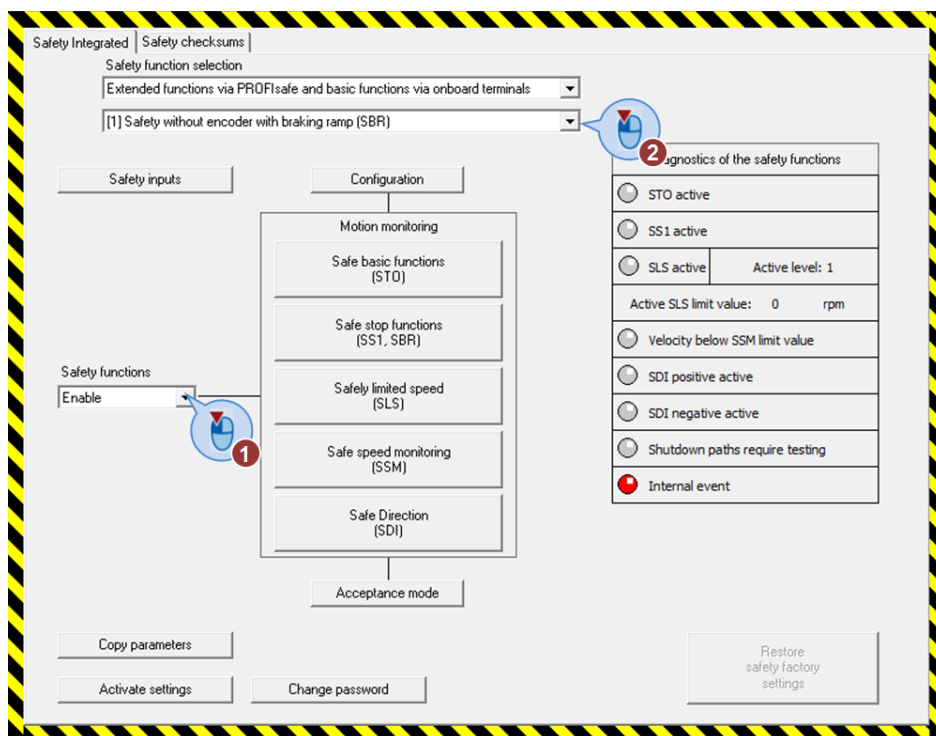 Safety Integrated
Safety checksums
Safety function selection
Extended functions via PROFIsafe and basic functions via onboard terminals
[1] Safety without encoder with braking ramp (SBR)
2
agnostics of the safety functions
Safety inputs
Configuration
STO active
Motion monitoring
SS1 active
Safe basic functions
(STO)
SLS active
Active level: 1
Active SLS limit value: 0 rpm
Safe stop functions
(SS1, SBR)
Velocity below SSM limit value
Safety functions
Enable
1
Safely limited speed
(SLS)
SDI positive active
SDI negative active
Safe speed monitoring
(SSM)
Shutdown paths require testing
Internal event
Safe Direction
(SDI)
Acceptance mode
Copy parameters
Activate settings
Change password
Restore
safety factory
settings